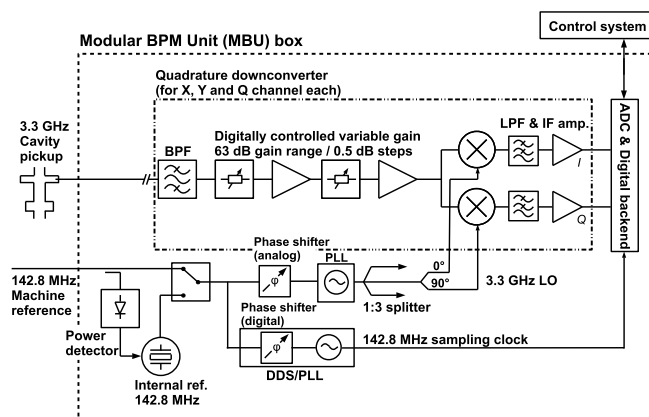 Control system
Modular BPM Unit (MBU) box
Quadrature downconverter
(for X, Y and Q channel each)
3.3 GHz
Cavity
pickup
BPF
Digitally controlled variable gain
63 dB gain range / 0.5 dB steps
LPF & IF amp.
I
Q
ADC & Digital backend
142.8 MHz
Machine
reference
Phase shifter
(analog)
φ
PLL
0°
90°
3.3 GHz LO
1:3 splitter
Power
detector
Internal ref.
142.8 MHz
Phase shifter
(digital)
φ
DDS/PLL
142.8 MHz sampling clock